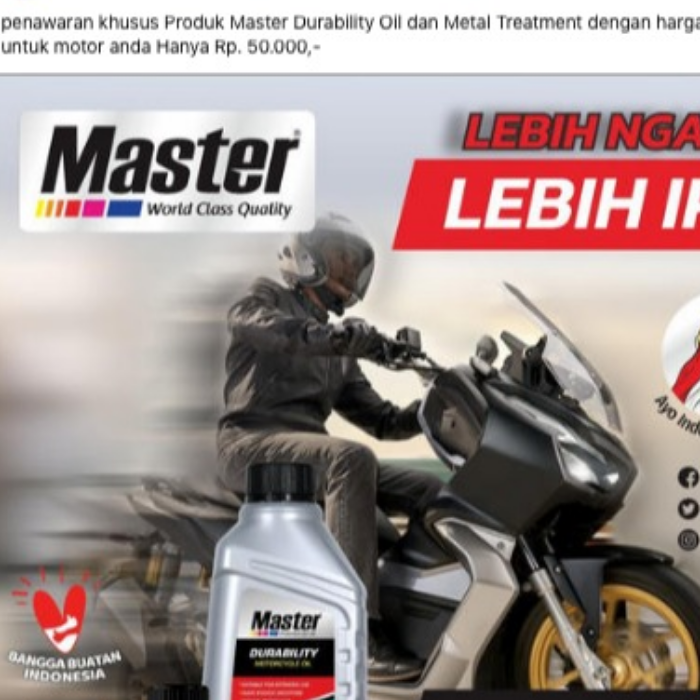 penawaran khusus Produk Master Durability Oil dan Metal Treatment dengan harga
untuk motor anda Hanya Rp. 50.000,-
Master
World Class Quality
LEBIH NGA
LEBIH
Ayo
BANGGA BUATAN
INDONESIA
Master
DURABILITY
MOTORCYCLE OIL